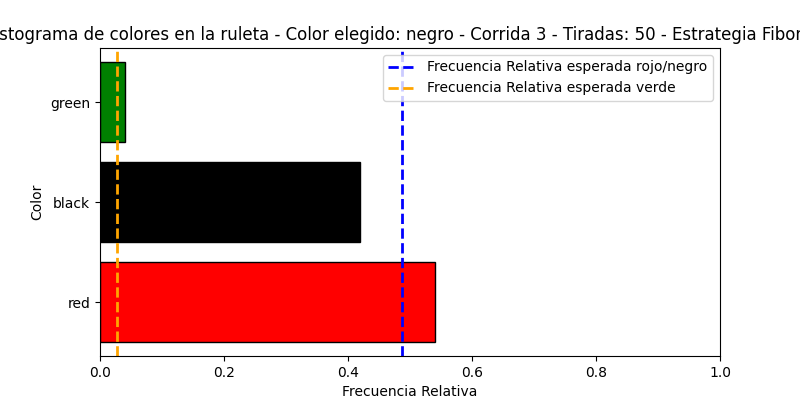 stograma de colores en la ruleta - Color elegido: negro - Corrida 3 - Tiradas: 50 - Estrategia Fibon
Frecuencia Relativa esperada rojo/negro
Frecuencia Relativa esperada verde
green
black
red
Color
0.0 0.2 0.4 0.6 0.8 1.0
Frecuencia Relativa